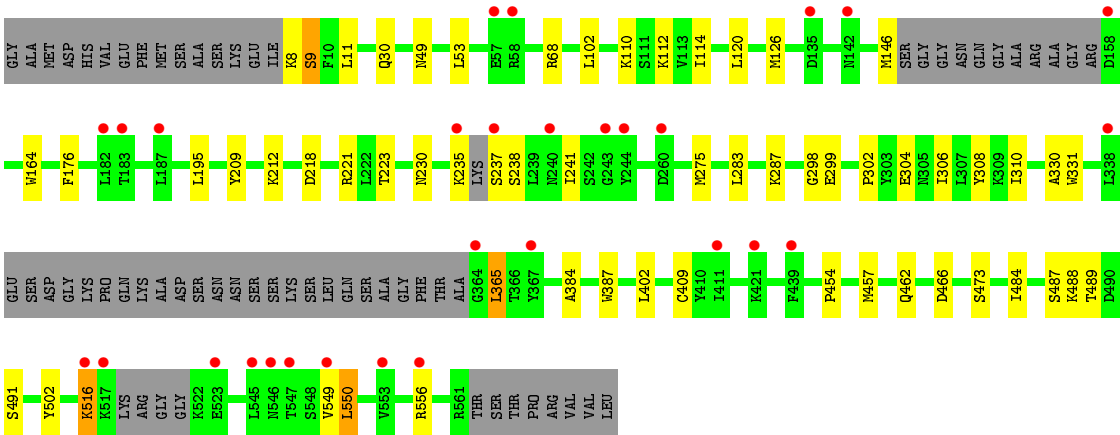 GLY ALA MET ASP HIS VAL GLU PHE MET SER ALA SER LYS GLU ILE K8 S9 F10 L11 Q30 N49 L53 E57 R58 R68 L102 K110 S111 K112 V113 I114 L120 M126 D135 N142 M146 SER GLY GLY ASN GLN GLY ALA ARG ALA GLY ARG D158
W164 F176 L182 T183 L187 L195 Y209 K212 D218 R221 L222 T223 N230 K235 LYS S237 S238 L239 N240 I241 S242 G243 Y244 D260 M275 L283 K287 G298 E299 P302 Y303 E304 N305 I306 L307 Y308 K309 I310 A330 W331 L338
GLU SER ASP GLY LYS PRO GLN LYS ALA ASP SER ASN ASN SER SER LYS SER LEU GLN SER ALA GLY PHE THR ALA G364 L365 T366 Y367 A384 W387 L402 C409 Y410 I411 K421 F439 P454 M457 Q462 D466 S473 I484 S487 K488 T489 D490
S491 Y502 K516 K517 LYS ARG GLY GLY K522 E523 L545 N546 T547 S548 V549 L550 V553 R556 R561 THR SER THR PRO ARG VAL VAL LEU